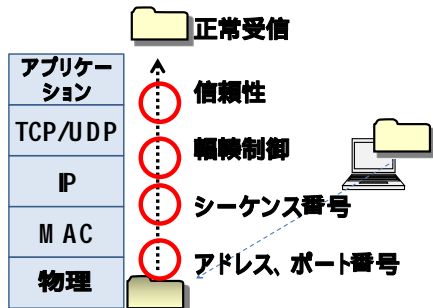 正常受信
アプリケー
ション
信頼性
TCP/UDP
輻輳制御
IP
シーケンス番号
MAC
アドレス、ポート番号
物理